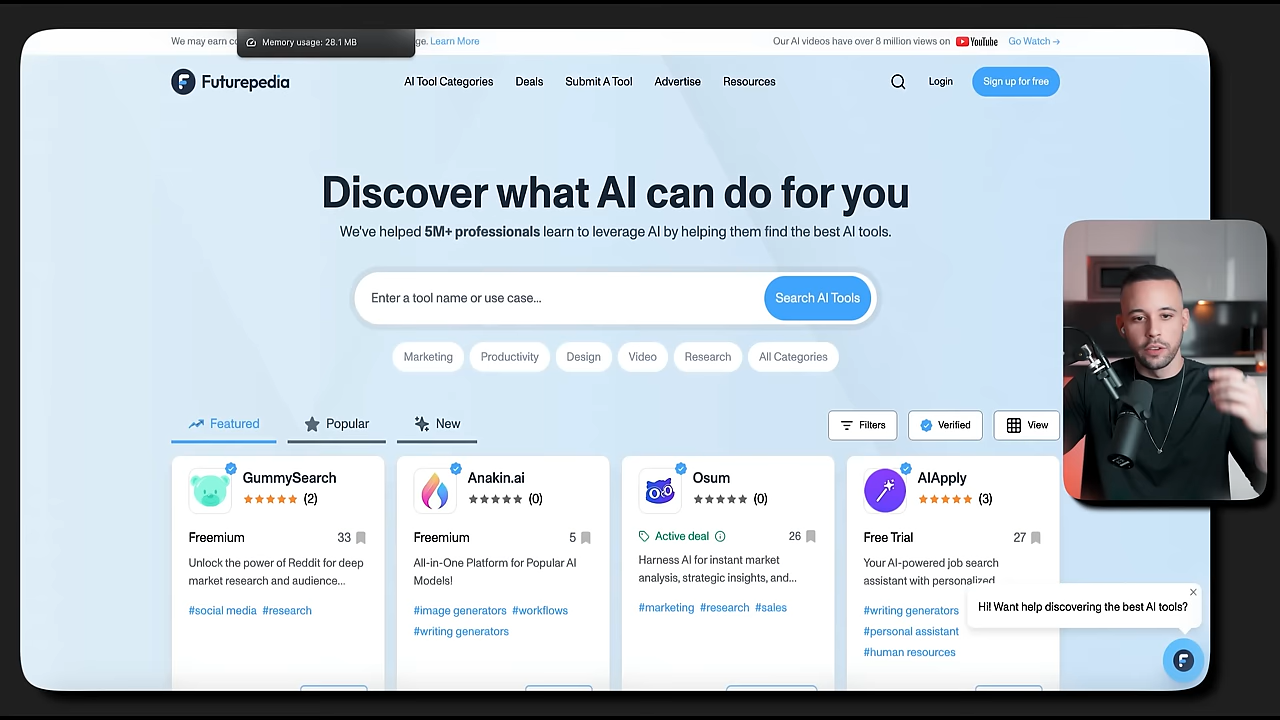 We may earn co
Memory usage: 28.1 MB
ge. Learn More
Our AI videos have over 8 million views on YouTube Go Watch →
Futurepedia
AI Tool Categories
Deals
Submit A Tool
Advertise
Resources
Login
Sign up for free
Discover what AI can do for you
We've helped 5M+ professionals learn to leverage AI by helping them find the best AI tools.
Enter a tool name or use case...
Search AI Tools
Marketing
Productivity
Design
Video
Research
All Categories
Featured
Popular
New
Filters
Verified
View
GummySearch
(2)
Freemium
33
Unlock the power of Reddit for deep
market research and audience...
#social media #research
Anakin.ai
(0)
Freemium
5
All-in-One Platform for Popular AI
Models!
#image generators #workflows
#writing generators
Osum
(0)
Active deal
26
Harness AI for instant market
analysis, strategic insights, and...
#marketing #research #sales
AIApply
(3)
Free Trial
27
Your AI-powered job search
assistant with personalized
#writing generators
#personal assistant
#human resources
Hi! Want help discovering the best AI tools?